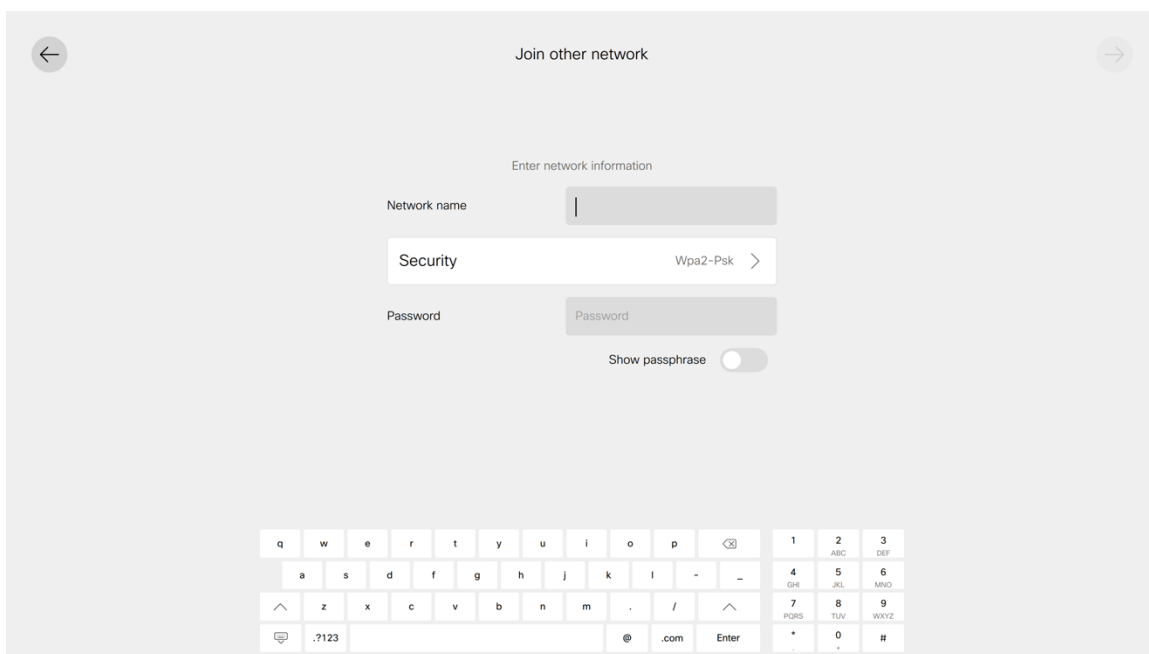 Join other network
Enter network information
Network name
Security Wpa2-Psk
Password Password
Show passphrase
q w e r t y u i o p 1 2 3
ABC DEF
a s d f g h j k l - _ 4 5 6
GHI JKL MNO
z x c v b n m . / 7 8 9
PQRS TUV WXYZ
.?123 @ .com Enter * 0 #
. +